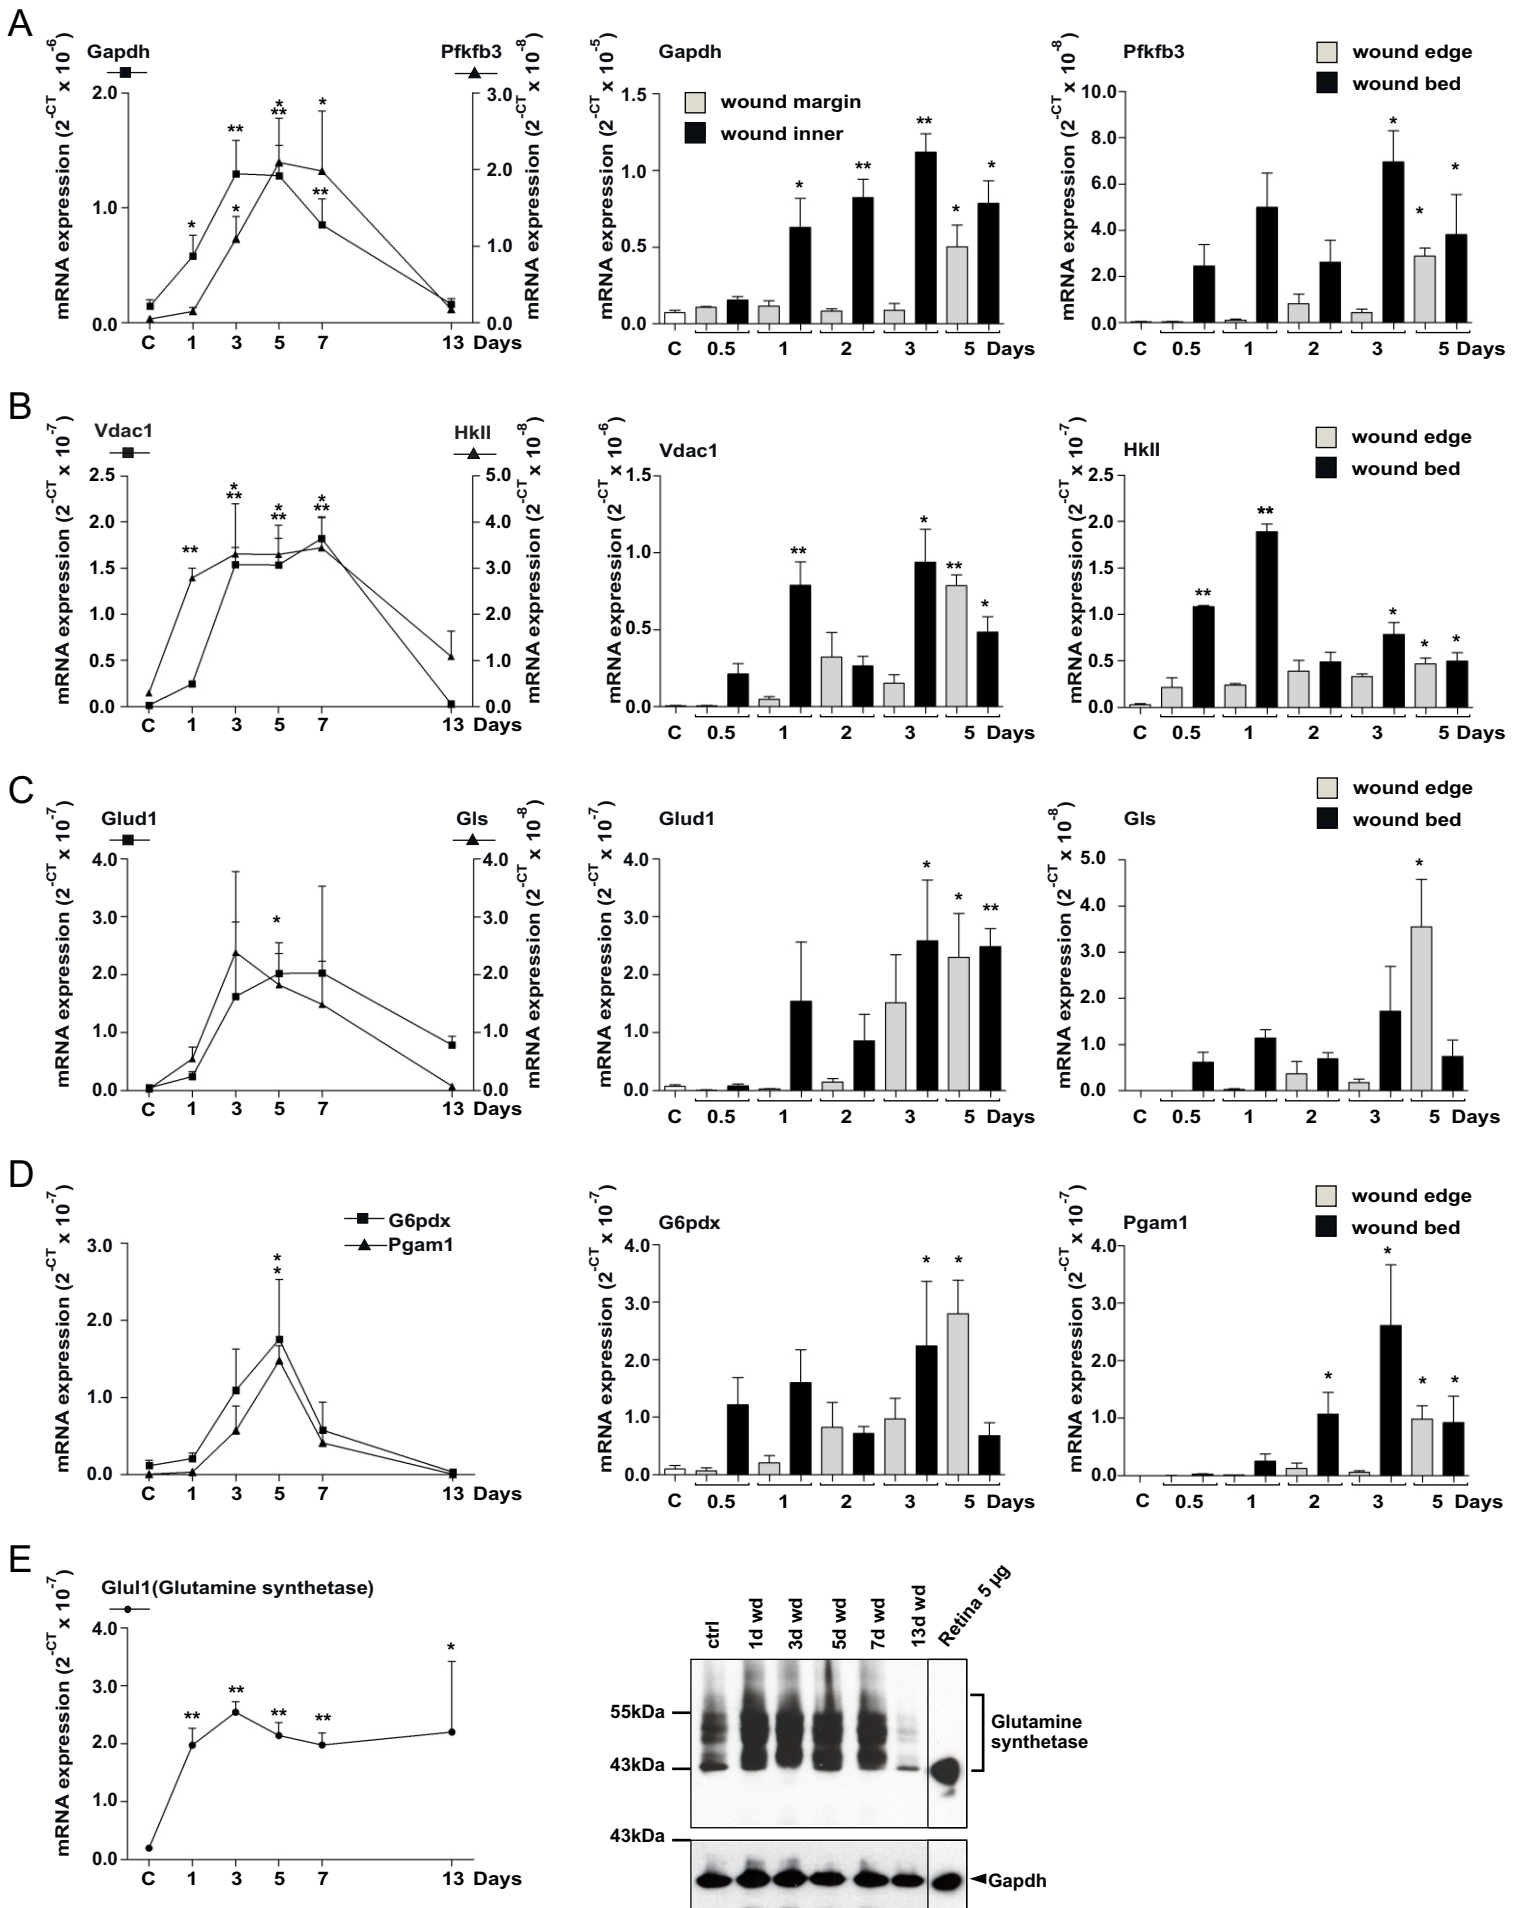 A
Gapdh
Pfkfb3
mRNA expression (2-CT x 10-6)
2.0
1.0
0.0
* ** * * ** ** *
3.0
2.0
1.0
0.0
mRNA expression (2-CT x 10-8)
C 1 3 5 7 13 Days
Gapdh
wound margin
wound inner
mRNA expression (2-CT x 10-5)
1.5
1.0
0.5
0.0
* ** ** * *
C 0.5 1 2 3 5 Days
Pfkfb3
wound edge
wound bed
mRNA expression (2-CT x 10-8)
10.0
8.0
6.0
4.0
2.0
0.0
* * *
C 0.5 1 2 3 5 Days
B
Vdac1
HkII
mRNA expression (2-CT x 10-7)
2.5
2.0
1.5
1.0
0.5
0.0
** * ** * ** * **
5.0
4.0
3.0
2.0
1.0
0.0
mRNA expression (2-CT x 10-8)
C 1 3 5 7 13 Days
Vdac1
mRNA expression (2-CT x 10-6)
1.5
1.0
0.5
0.0
** * ** *
C 0.5 1 2 3 5 Days
HkII
wound edge
wound bed
mRNA expression (2-CT x 10-7)
2.5
2.0
1.5
1.0
0.5
0.0
** ** * * *
C 0.5 1 2 3 5 Days
C
Glud1
Gls
mRNA expression (2-CT x 10-7)
4.0
3.0
2.0
1.0
0.0
*
4.0
3.0
2.0
1.0
0.0
mRNA expression (2-CT x 10-8)
C 1 3 5 7 13 Days
Glud1
mRNA expression (2-CT x 10-7)
4.0
3.0
2.0
1.0
0.0
* * **
C 0.5 1 2 3 5 Days
Gls
wound edge
wound bed
mRNA expression (2-CT x 10-8)
5.0
4.0
3.0
2.0
1.0
0.0
*
C 0.5 1 2 3 5 Days
D
G6pdx
Pgam1
mRNA expression (2-CT x 10-7)
3.0
2.0
1.0
0.0
* *
C 1 3 5 7 13 Days
G6pdx
mRNA expression (2-CT x 10-7)
4.0
3.0
2.0
1.0
0.0
* *
C 0.5 1 2 3 5 Days
Pgam1
wound edge
wound bed
mRNA expression (2-CT x 10-7)
4.0
3.0
2.0
1.0
0.0
* * * *
C 0.5 1 2 3 5 Days
E
Glul1(Glutamine synthetase)
mRNA expression (2-CT x 10-7)
4.0
3.0
2.0
1.0
0.0
** ** ** ** *
C 1 3 5 7 13 Days
ctrl
1d wd
3d wd
5d wd
7d wd
13d wd
Retina 5 µg
55kDa
43kDa
Glutamine
synthetase
43kDa
Gapdh